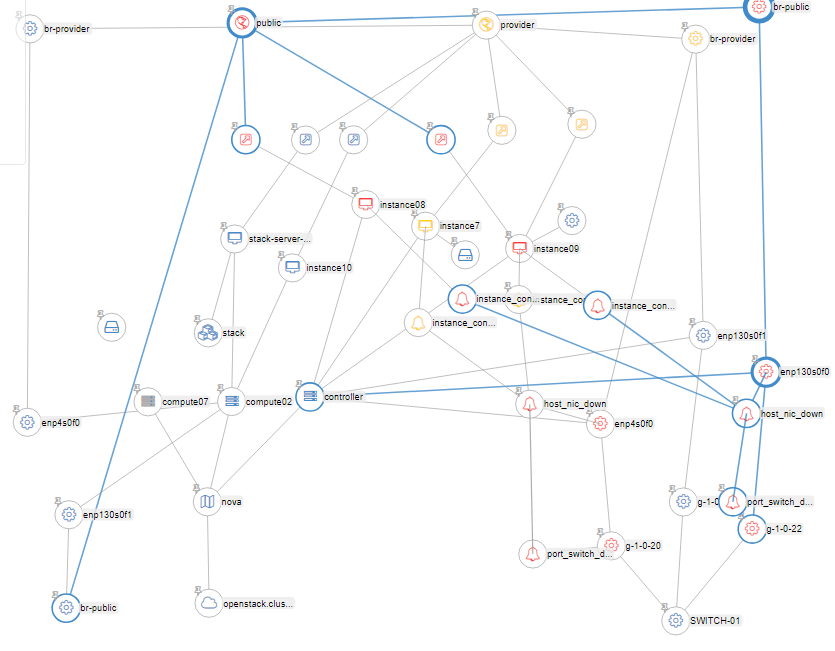 br-public
public
provider
br-provider
br-provider
instance08
instance7
stack-server-...
instance09
instance10
instance_con...
stance_co
instance_con...
instance_con...
stack
enp130s0f1
enp130s0f0
controller
compute07
compute02
host_nic_down
host_nic_down
enp4s0f0
enp4s0f0
nova
g-1-0
port_switch_d...
enp130s0f1
g-1-0-22
g-1-0-20
port_switch_d...
openstack.clus...
br-public
SWITCH-01